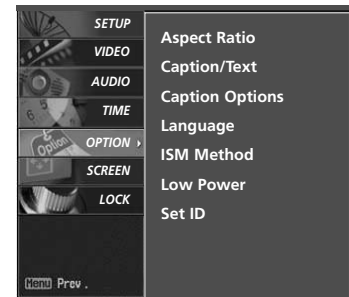 SETUP
VIDEO
AUDIO
TIME
OPTION
SCREEN
LOCK
Menu Prev.
Aspect Ratio
Caption/Text
Caption Options
Language
ISM Method
Low Power
Set ID
Option